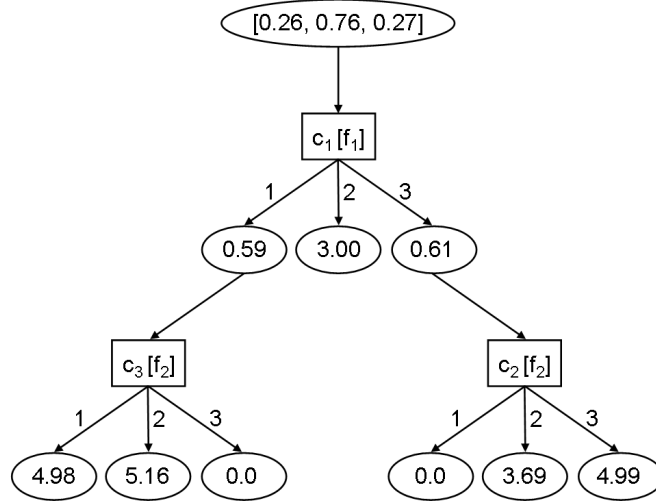 [0.26, 0.76, 0.27]
c₁ [f₁]
1 2 3
0.59 3.00 0.61
c₃ [f₂] c₂ [f₂]
1 2 3 1 2 3
4.98 5.16 0.0 0.0 3.69 4.99